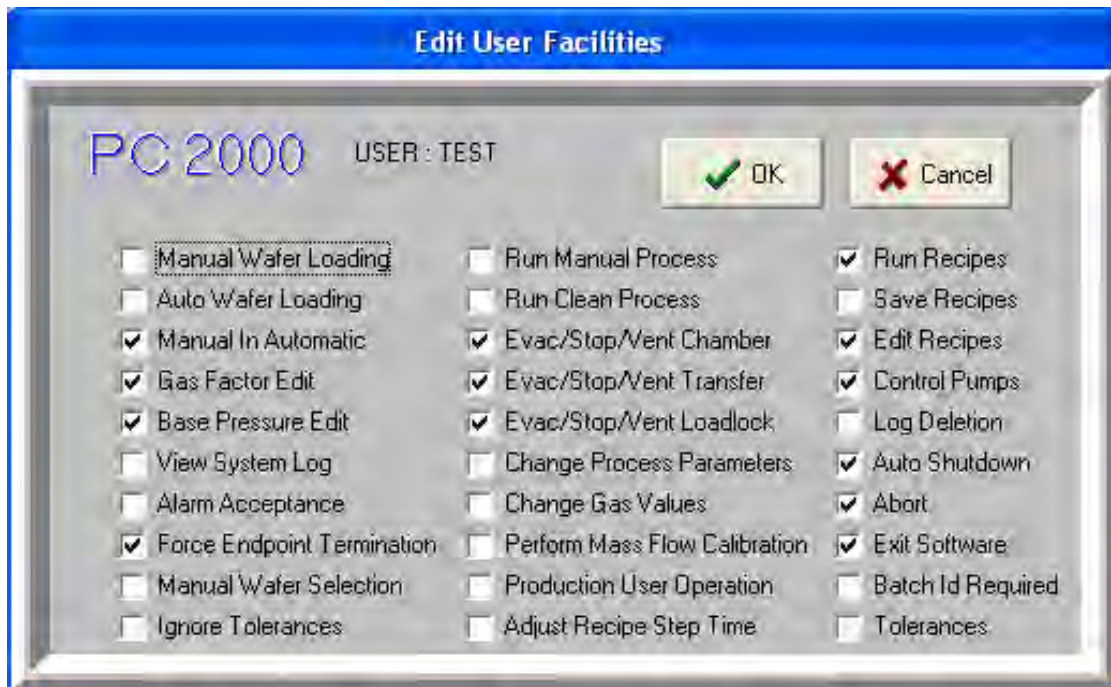 Edit User Facilities
PC 2000 USER : TEST OK Cancel
Manual Wafer Loading Run Manual Process Run Recipes
Auto Wafer Loading Run Clean Process Save Recipes
Manual In Automatic Evac/Stop/Vent Chamber Edit Recipes
Gas Factor Edit Evac/Stop/Vent Transfer Control Pumps
Base Pressure Edit Evac/Stop/Vent Loadlock Log Deletion
View System Log Change Process Parameters Auto Shutdown
Alarm Acceptance Change Gas Values Abort
Force Endpoint Termination Perform Mass Flow Calibration Exit Software
Manual Wafer Selection Production User Operation Batch Id Required
Ignore Tolerances Adjust Recipe Step Time Tolerances